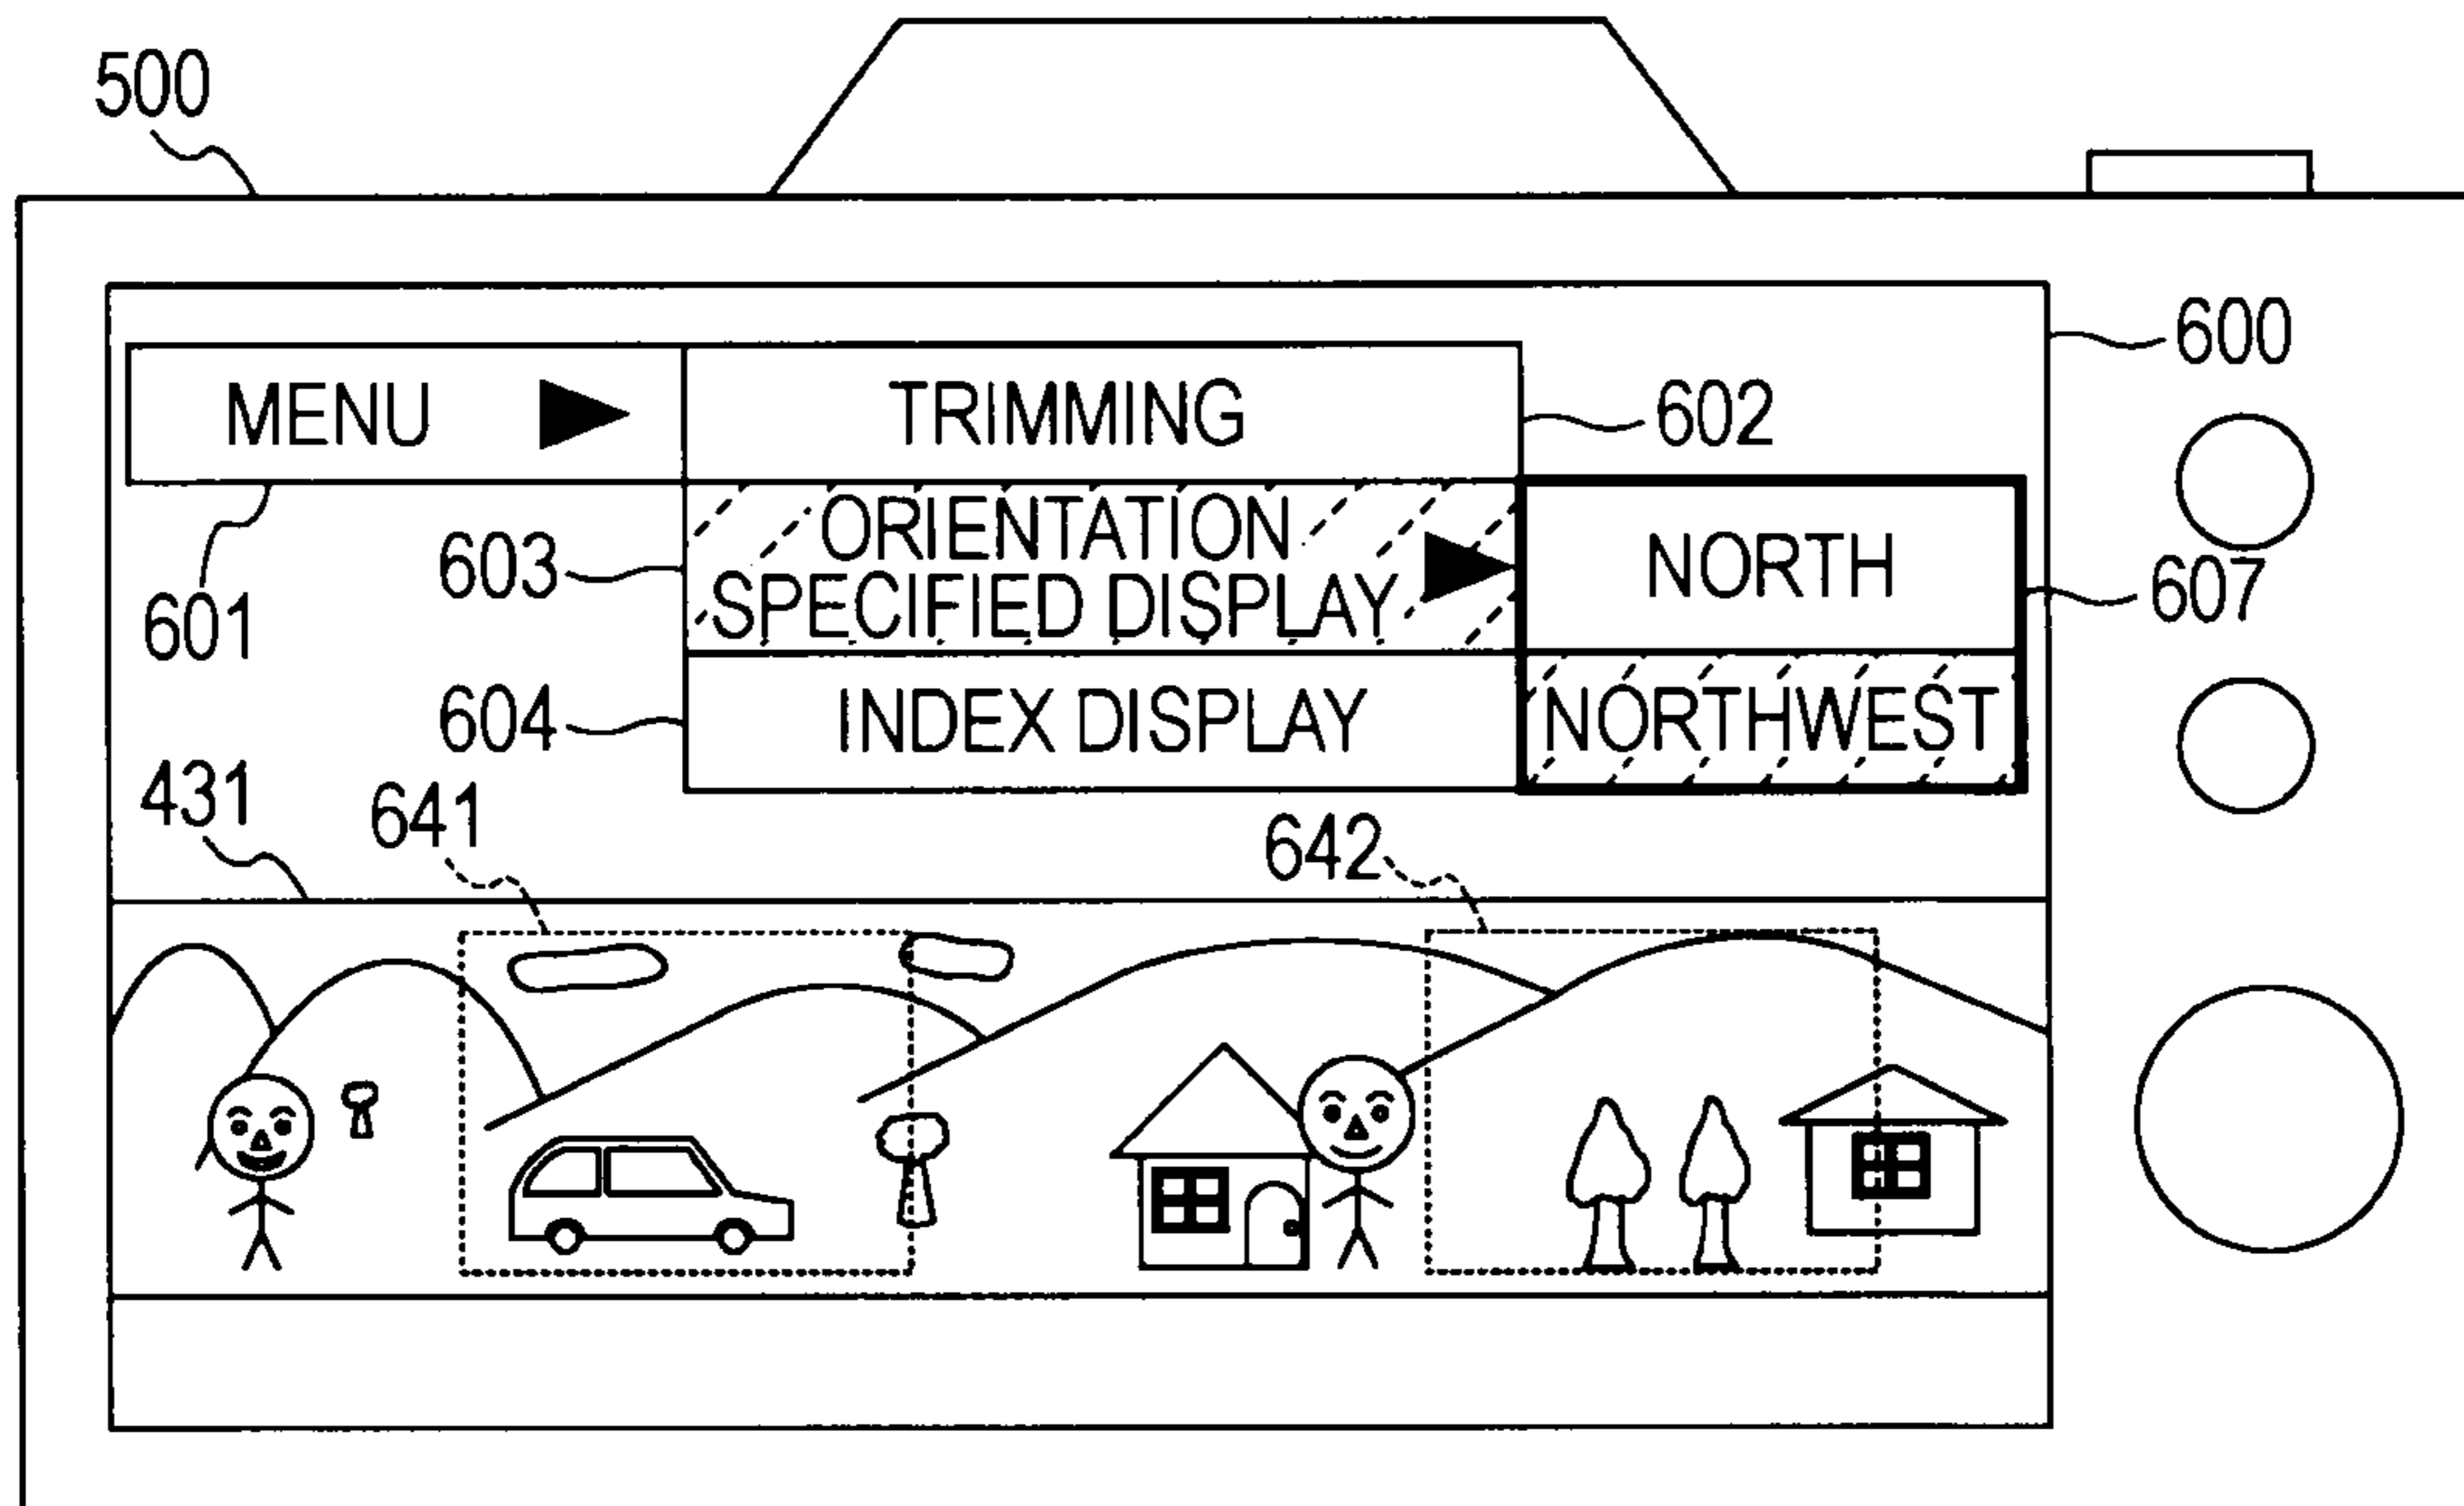 500
600
MENU
TRIMMING
602
603
ORIENTATION
SPECIFIED DISPLAY
NORTH
607
601
604
INDEX DISPLAY
NORTHWEST
431
641
642